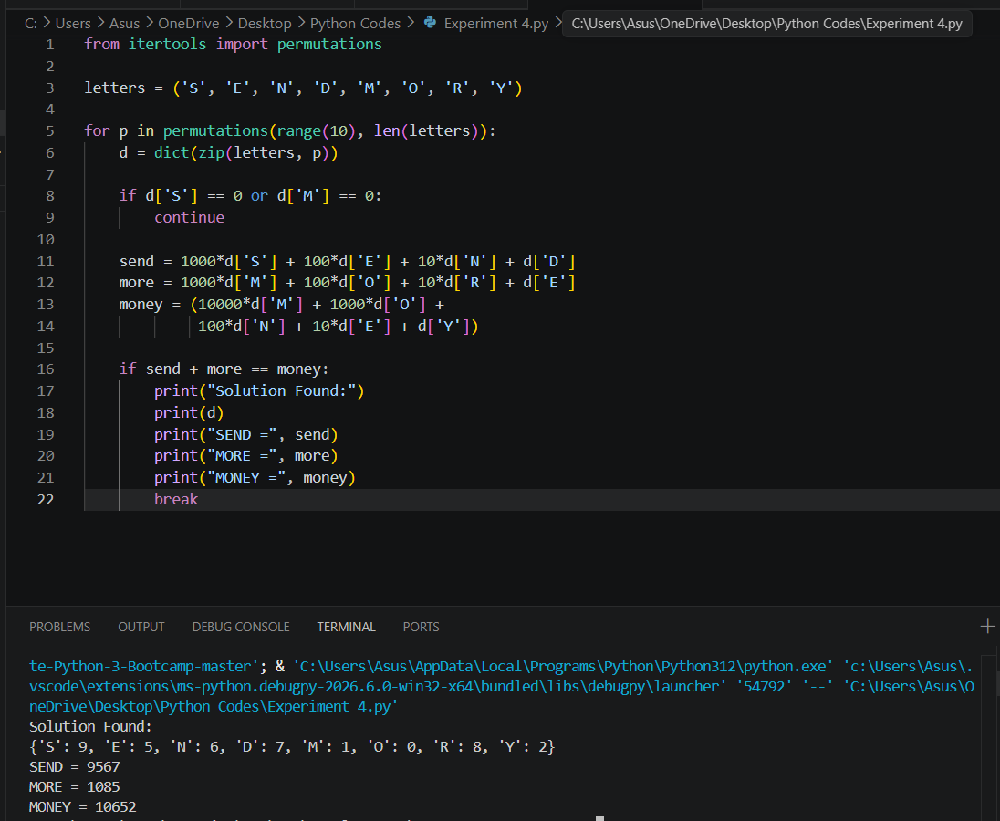 C: > Users > Asus > OneDrive > Desktop > Python Codes > Experiment 4.py >
C:\Users\Asus\OneDrive\Desktop\Python Codes\Experiment 4.py
1 from itertools import permutations
2
3 letters = ('S', 'E', 'N', 'D', 'M', 'O', 'R', 'Y')
4
5 for p in permutations(range(10), len(letters)):
6     d = dict(zip(letters, p))
7
8     if d['S'] == 0 or d['M'] == 0:
9         continue
10
11     send = 1000*d['S'] + 100*d['E'] + 10*d['N'] + d['D']
12     more = 1000*d['M'] + 100*d['O'] + 10*d['R'] + d['E']
13     money = (10000*d['M'] + 1000*d['O'] +
14              100*d['N'] + 10*d['E'] + d['Y'])
15
16     if send + more == money:
17         print("Solution Found:")
18         print(d)
19         print("SEND =", send)
20         print("MORE =", more)
21         print("MONEY =", money)
22         break
PROBLEMS OUTPUT DEBUG CONSOLE TERMINAL PORTS
te-Python-3-Bootcamp-master'; & 'C:\Users\Asus\AppData\Local\Programs\Python\Python312\python.exe' 'c:\Users\Asus\.
vscode\extensions\ms-python.debugpy-2026.6.0-win32-x64\bundled\libs\debugpy\launcher' '54792' '--' 'C:\Users\Asus\O
neDrive\Desktop\Python Codes\Experiment 4.py'
Solution Found:
{'S': 9, 'E': 5, 'N': 6, 'D': 7, 'M': 1, 'O': 0, 'R': 8, 'Y': 2}
SEND = 9567
MORE = 1085
MONEY = 10652